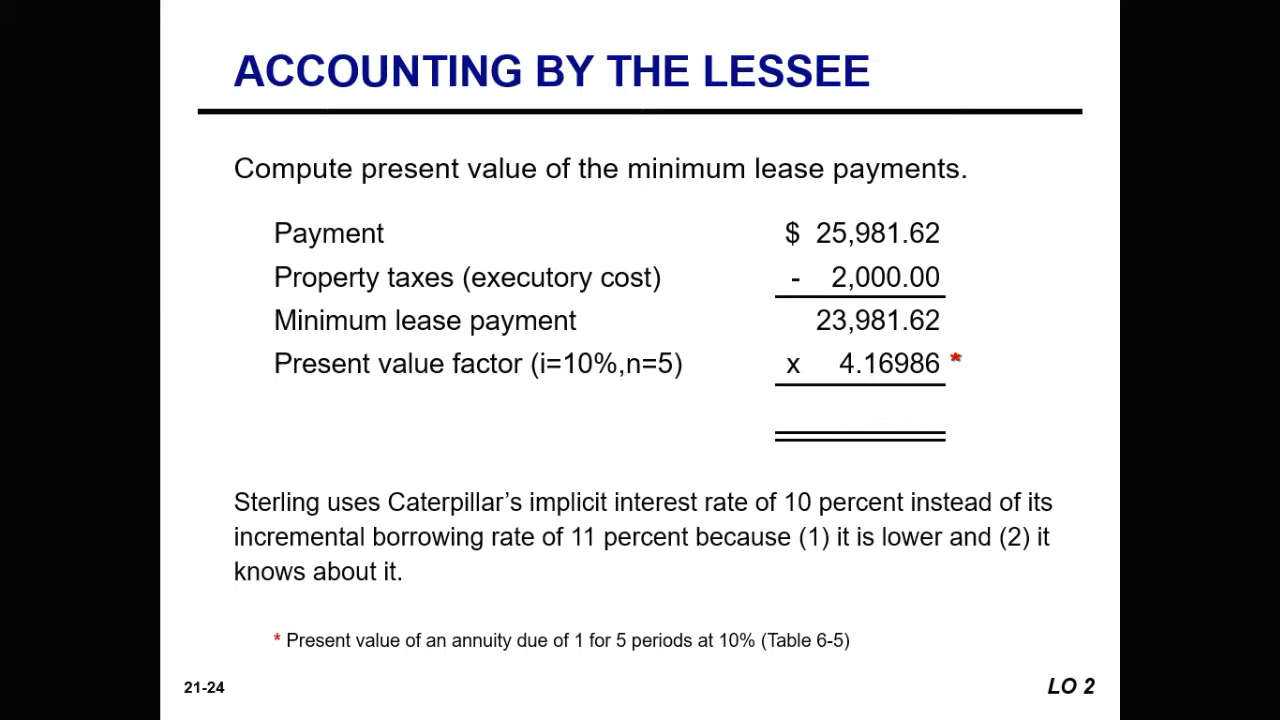 ACCOUNTING BY THE LESSEE
Compute present value of the minimum lease payments.
Payment $ 25,981.62
Property taxes (executory cost) - 2,000.00
Minimum lease payment 23,981.62
Present value factor (i=10%,n=5) x 4.16986 *
Sterling uses Caterpillar’s implicit interest rate of 10 percent instead of its
incremental borrowing rate of 11 percent because (1) it is lower and (2) it
knows about it.
* Present value of an annuity due of 1 for 5 periods at 10% (Table 6-5)
21-24 LO 2